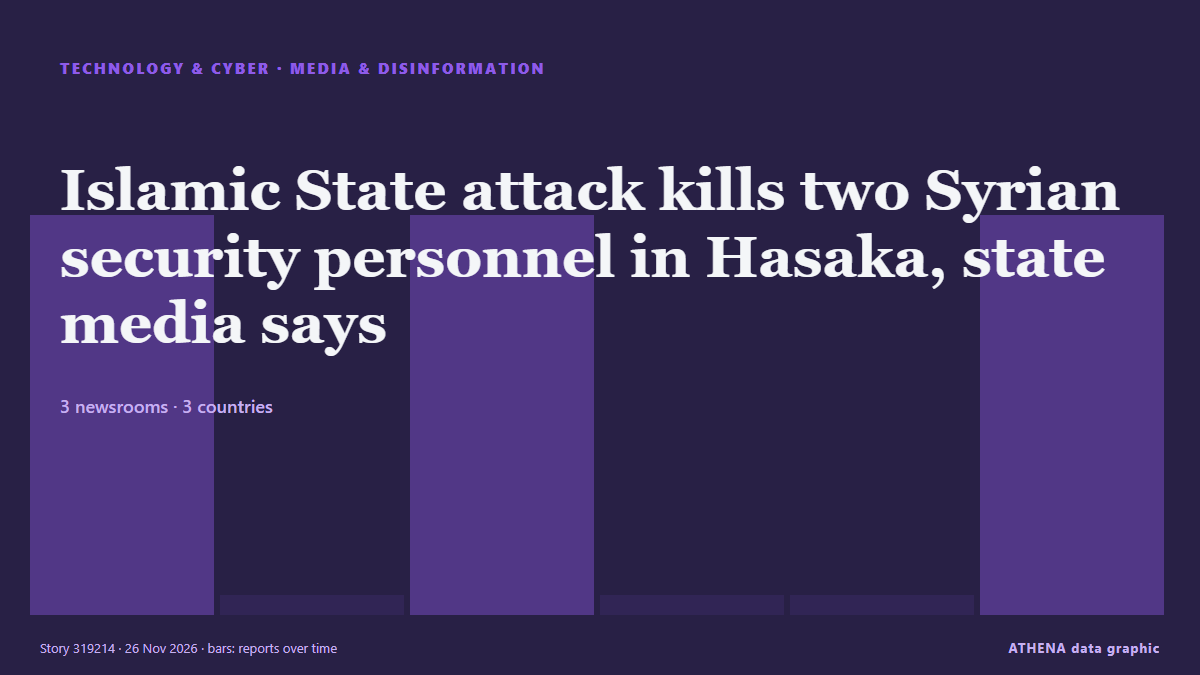 TECHNOLOGY & CYBER · MEDIA & DISINFORMATION
Islamic State attack kills two Syrian
security personnel in Hasaka, state
media says
3 newsrooms · 3 countries
Story 319214 · 26 Nov 2026 · bars: reports over time
ATHENA data graphic